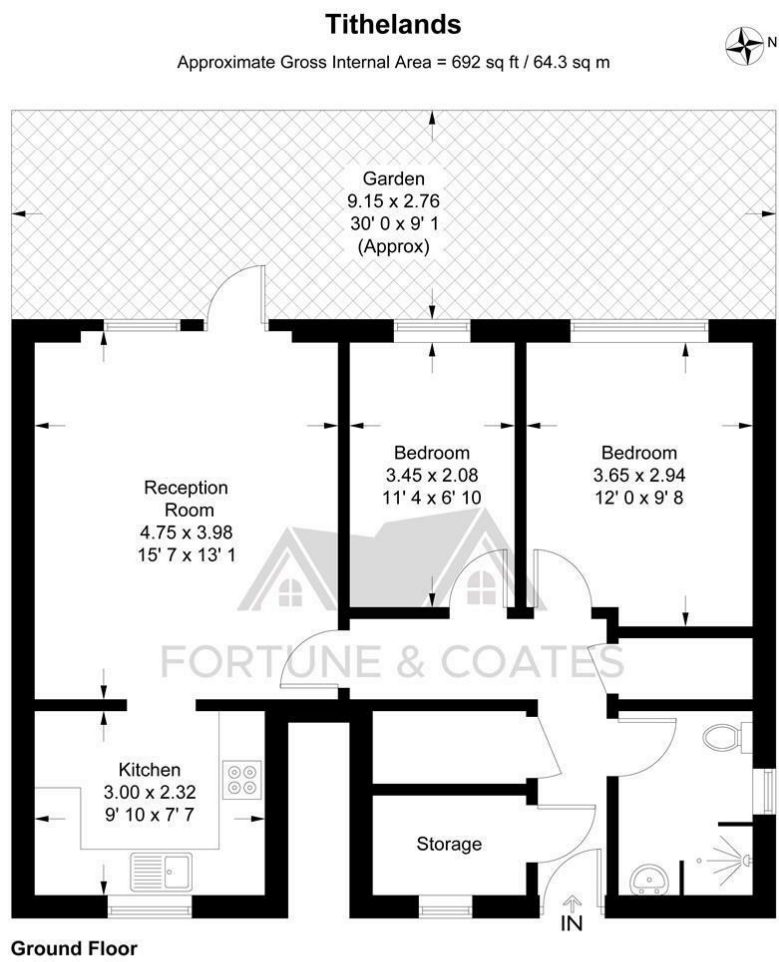 Tithelands
Approximate Gross Internal Area = 692 sq ft / 64.3 sq m
N
Garden
9.15 x 2.76
30' 0 x 9' 1
(Approx)
Reception
Room
4.75 x 3.98
15' 7 x 13' 1
Bedroom
3.45 x 2.08
11' 4 x 6' 10
Bedroom
3.65 x 2.94
12' 0 x 9' 8
FORTUNE & COATES
Kitchen
3.00 x 2.32
9' 10 x 7' 7
Storage
IN
Ground Floor